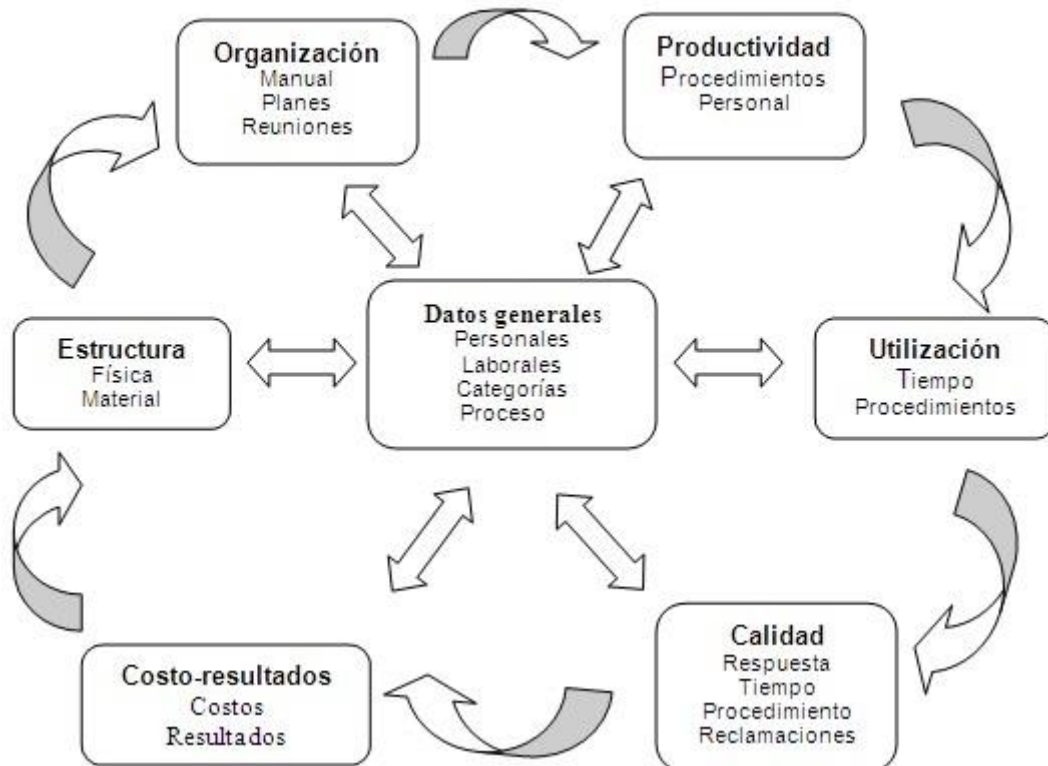 Organización
Manual
Planes
Reuniones
Productividad
Procedimientos
Personal
Estructura
Física
Material
Datos generales
Personales
Laborales
Categorías
Proceso
Utilización
Tiempo
Procedimientos
Costo-resultados
Costos
Resultados
Calidad
Respuesta
Tiempo
Procedimiento
Reclamaciones